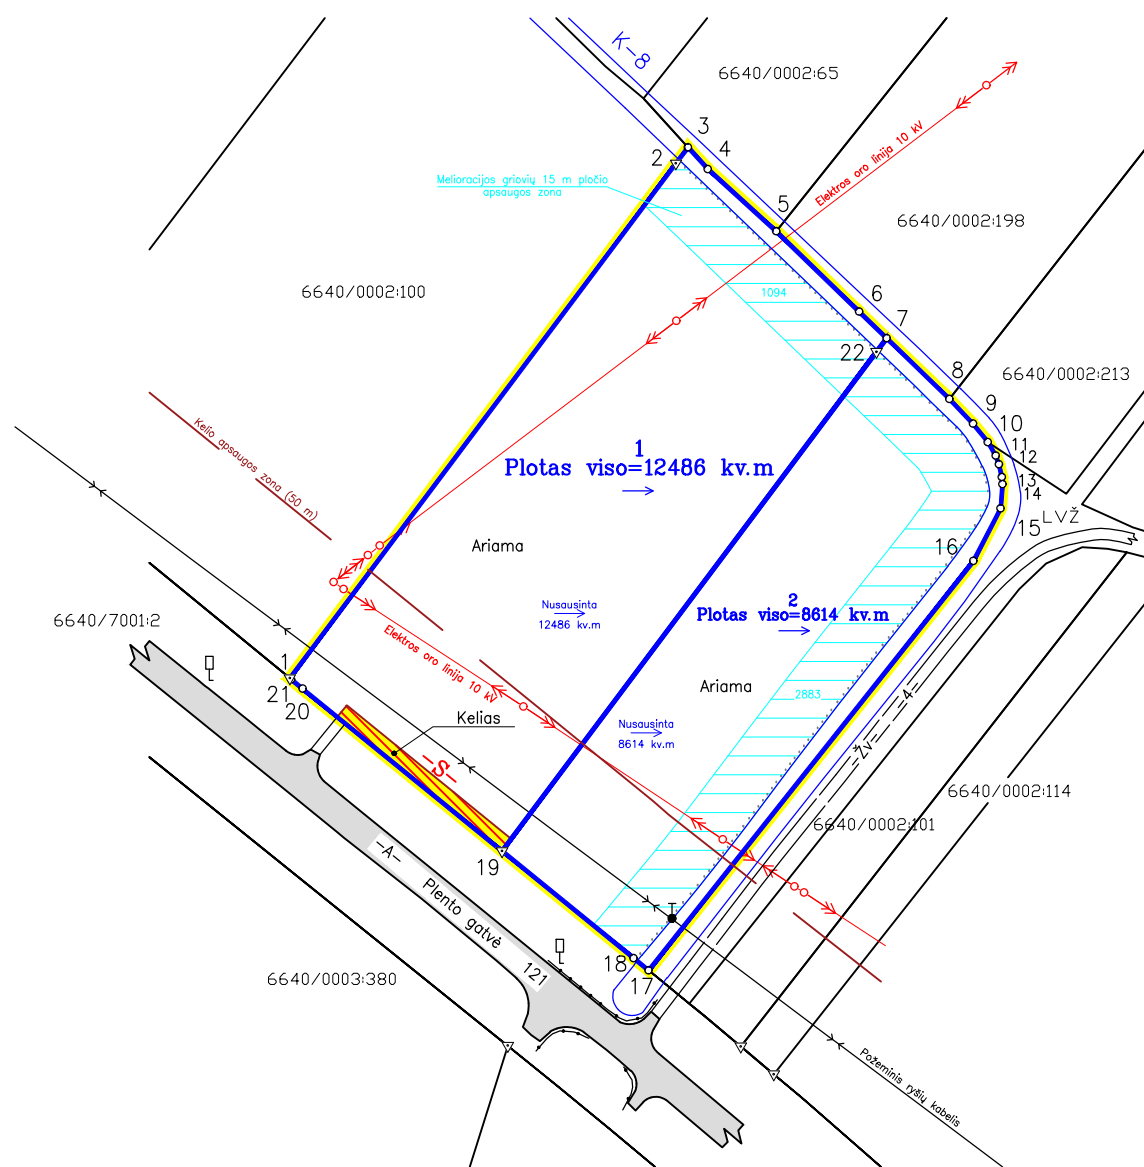 K-8
6640/0002:65
3
4
2
Elektros oro linija 10 kV
Melioracijos griovių 15 m pločio
apsaugos zona
5
6640/0002:198
6640/0002:100
1094
6
7
22
6640/0002:213
8
9
10
Kelio apsaugos zona (50 m)
1
Plotas viso=12486 kv.m
11
12
13
14
LVŽ
15
16
Ariama
Nusausinta
12486 kv.m
2
Plotas viso=8614 kv.m
6640/7001:2
Elektros oro linija 10 kV
1
21
20
Ariama
2883
Kelias
Nusausinta
8614 kv.m
-S-
Žv
4
6640/0002:114
6640/0002:101
19
-A-
Plento gatvė
121
T
18
17
6640/0003:380
Požeminis ryšių kabelis